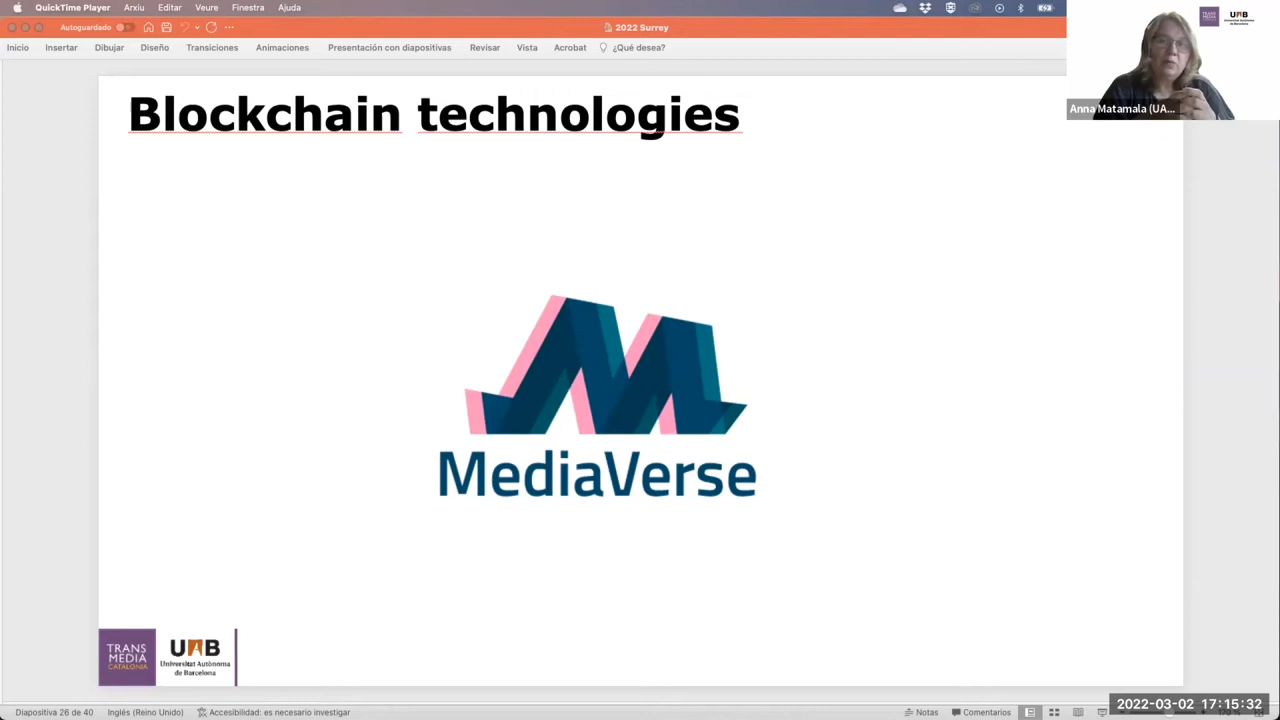 QuickTime Player Arxiu Editar Veure Finestra Ajuda
Autoguardado 2022 Surrey
Inicio Insertar Dibujar Diseño Transiciones Animaciones Presentación con diapositivas Revisar Vista Acrobat ¿Qué desea?
UAB
Anna Matamala (UA...
Blockchain technologies
MediaVerse
TRANS
MEDIA
CATALONIA
UAB
Universitat Autònoma
de Barcelona
2022-03-02 17:15:32
Diapositiva 26 de 40 Inglés (Reino Unido) Accesibilidad: es necesario investigar Notas Comentarios